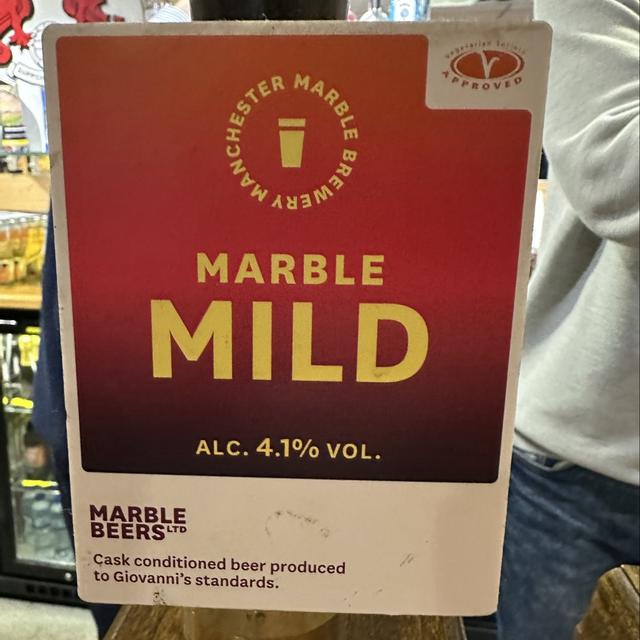 Vegetarian Society
APPROVED
MANCHESTER MARBLE BREWERY
MARBLE
MILD
ALC. 4.1% VOL.
MARBLE
BEERS LTD
Cask conditioned beer produced
to Giovanni's standards.